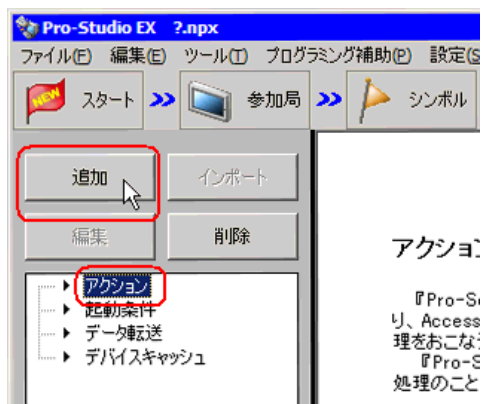 Pro-Studio EX ?.npx
ファイル(F) 編集(E) ツール(T) プログラミング補助(P) 設定(S
NEW スタート >> 参加局 >> シンボル
追加 インポート
編集 削除
アクション
起動条件
データ転送
デバイスキャッシュ
アクショ
『Pro-S
り、Access
理をおこな
『Pro-S
処理のこと